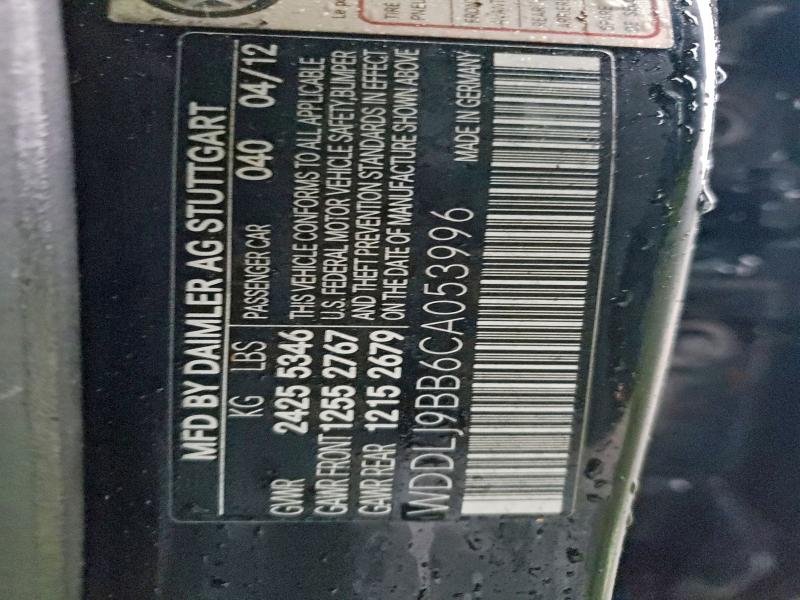 MFD BY DAIMLER AG STUTTGART
KG LBS PASSENGER CAR 040 04/12
GVWR 2425 5346 THIS VEHICLE CONFORMS TO ALL APPLICABLE
GAWR FRONT 1255 2767 U.S. FEDERAL MOTOR VEHICLE SAFETY, BUMPER
GAWR REAR 1215 2679 AND THEFT PREVENTION STANDARDS IN EFFECT
ON THE DATE OF MANUFACTURE SHOWN ABOVE
WDDLJ9BB6CA053996 MADE IN GERMANY
TIRE